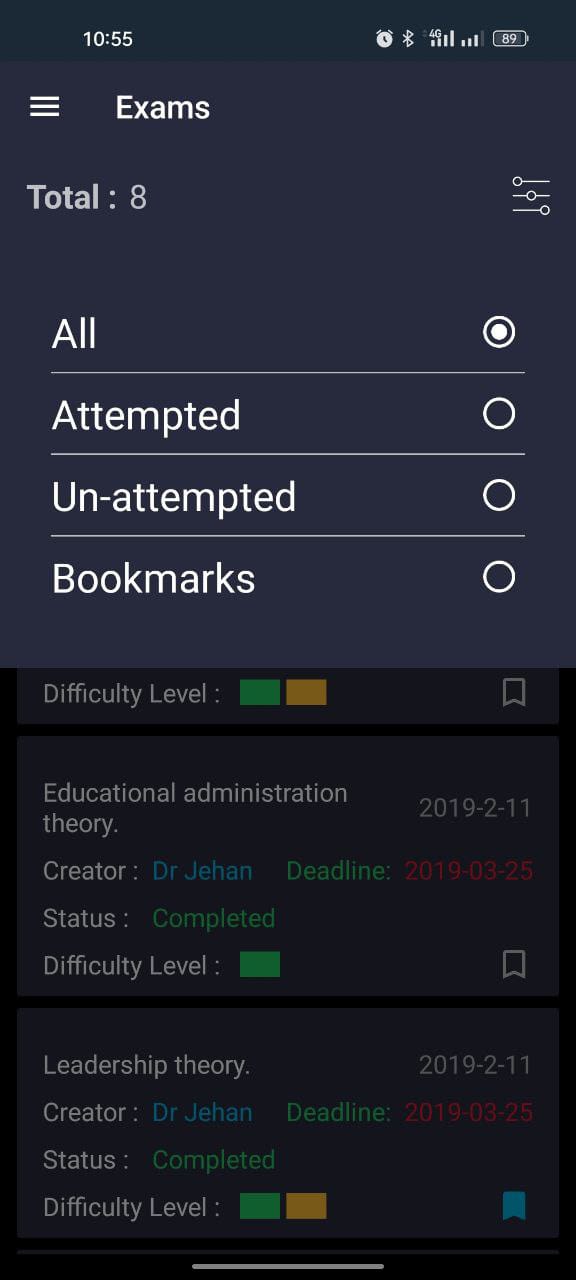 10:55 4G 89
Exams
Total : 8
All
Attempted
Un-attempted
Bookmarks
Difficulty Level :
Educational administration
theory.
2019-2-11
Creator : Dr Jehan Deadline: 2019-03-25
Status : Completed
Difficulty Level :
Leadership theory. 2019-2-11
Creator : Dr Jehan Deadline: 2019-03-25
Status : Completed
Difficulty Level :